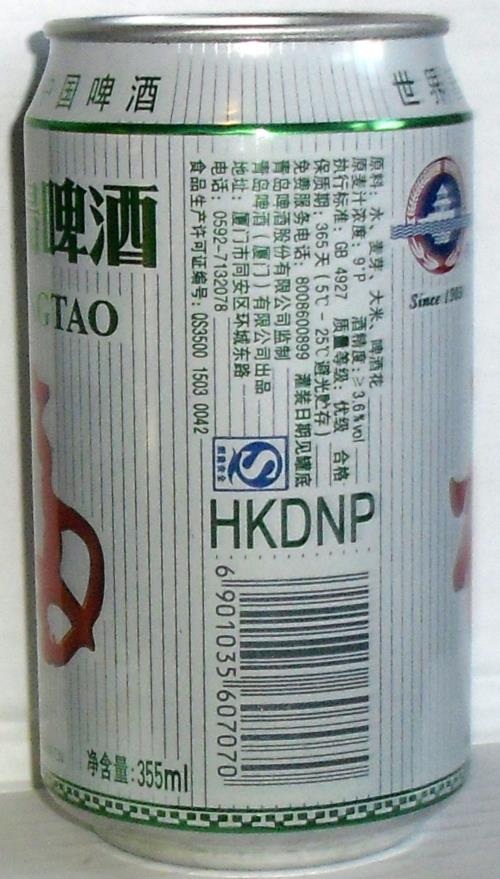 国啤酒
啤酒
GTAO
Since 1903
原料：水、麦芽、大米、啤酒花
原麦汁浓度：9°P 酒精度：≥3.6%vol
执行标准：GB 4927 质量等级：优级 合格
保质期：365天（5℃-25℃避光贮存）
免费服务电话：8008600899 灌装日期见罐底
青岛啤酒股份有限公司监制
青岛啤酒（厦门）有限公司出品
地址：厦门市同安区环城东路
电话：0592-7132078
食品生产许可证编号：QS3500 1503 0042
质量安全
HKDNP
6 901035 607070
净含量:355ml